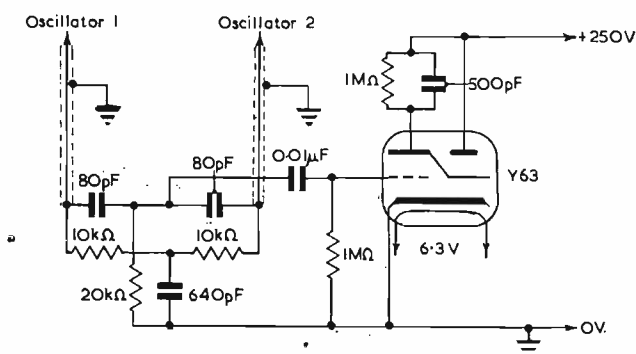 Oscillator 1
Oscillator 2
+250V
1MΩ
500pF
80pF
80pF
0·01μF
Y63
10kΩ
10kΩ
6·3V
1MΩ
20kΩ
640pF
0V.